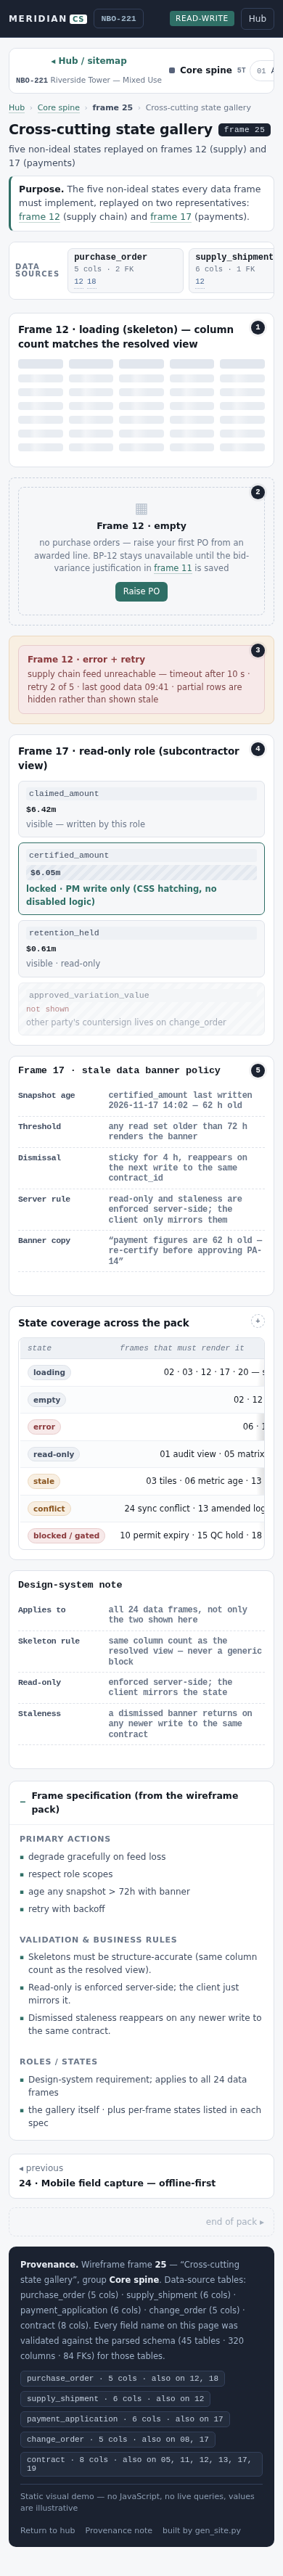 MERIDIAN CS NBO-221 READ-WRITE Hub
◂ Hub / sitemap
NBO-221 Riverside Tower — Mixed Use
Core spine 5T 01 A
Hub › Core spine › frame 25 › Cross-cutting state gallery
Cross-cutting state gallery frame 25
five non-ideal states replayed on frames 12 (supply) and
17 (payments)
Purpose. The five non-ideal states every data frame
must implement, replayed on two representatives:
frame 12 (supply chain) and frame 17 (payments).
DATA
SOURCES
purchase_order
5 cols · 2 FK
12 18
supply_shipment
6 cols · 1 FK
12
Frame 12 · loading (skeleton) — column
count matches the resolved view
1
2
Frame 12 · empty
no purchase orders — raise your first PO from an
awarded line. BP-12 stays unavailable until the bid-
variance justification in frame 11 is saved
Raise PO
3
Frame 12 · error + retry
supply chain feed unreachable — timeout after 10 s ·
retry 2 of 5 · last good data 09:41 · partial rows are
hidden rather than shown stale
Frame 17 · read-only role (subcontractor
view)
4
claimed_amount
$6.42m
visible — written by this role
certified_amount
$6.05m
locked · PM write only (CSS hatching, no
disabled logic)
retention_held
$0.61m
visible · read-only
approved_variation_value
not shown
other party's countersign lives on change_order
Frame 17 · stale data banner policy
5
Snapshot age certified_amount last written
2026-11-17 14:02 — 62 h old
Threshold any read set older than 72 h
renders the banner
Dismissal sticky for 4 h, reappears on
the next write to the same
contract_id
Server rule read-only and staleness are
enforced server-side; the
client only mirrors them
Banner copy “payment figures are 62 h old —
re-certify before approving PA-
14”
State coverage across the pack +
state frames that must render it
loading 02 · 03 · 12 · 17 · 20 — s
empty 02 · 12
error 06 · 1
read-only 01 audit view · 05 matrix
stale 03 tiles · 06 metric age · 13
conflict 24 sync conflict · 13 amended log
blocked / gated 10 permit expiry · 15 QC hold · 18
Design-system note
Applies to all 24 data frames, not only
the two shown here
Skeleton rule same column count as the
resolved view — never a generic
block
Read-only enforced server-side; the
client mirrors the state
Staleness a dismissed banner returns on
any newer write to the same
contract
– Frame specification (from the wireframe
pack)
PRIMARY ACTIONS
▪ degrade gracefully on feed loss
▪ respect role scopes
▪ age any snapshot > 72h with banner
▪ retry with backoff
VALIDATION & BUSINESS RULES
▪ Skeletons must be structure-accurate (same column
count as the resolved view).
▪ Read-only is enforced server-side; the client just
mirrors it.
▪ Dismissed staleness reappears on any newer write to
the same contract.
ROLES / STATES
▪ Design-system requirement; applies to all 24 data
frames
▪ the gallery itself · plus per-frame states listed in each
spec
◂ previous
24 · Mobile field capture — offline-first
end of pack ▸
Provenance. Wireframe frame 25 — “Cross-cutting
state gallery”, group Core spine. Data-source tables:
purchase_order (5 cols) · supply_shipment (6 cols) ·
payment_application (6 cols) · change_order (5 cols) ·
contract (8 cols). Every field name on this page was
validated against the parsed schema (45 tables · 320
columns · 84 FKs) for those tables.
purchase_order · 5 cols · also on 12, 18
supply_shipment · 6 cols · also on 12
payment_application · 6 cols · also on 17
change_order · 5 cols · also on 08, 17
contract · 8 cols · also on 05, 11, 12, 13, 17,
19
Static visual demo — no JavaScript, no live queries, values
are illustrative
Return to hub Provenance note built by gen_site.py